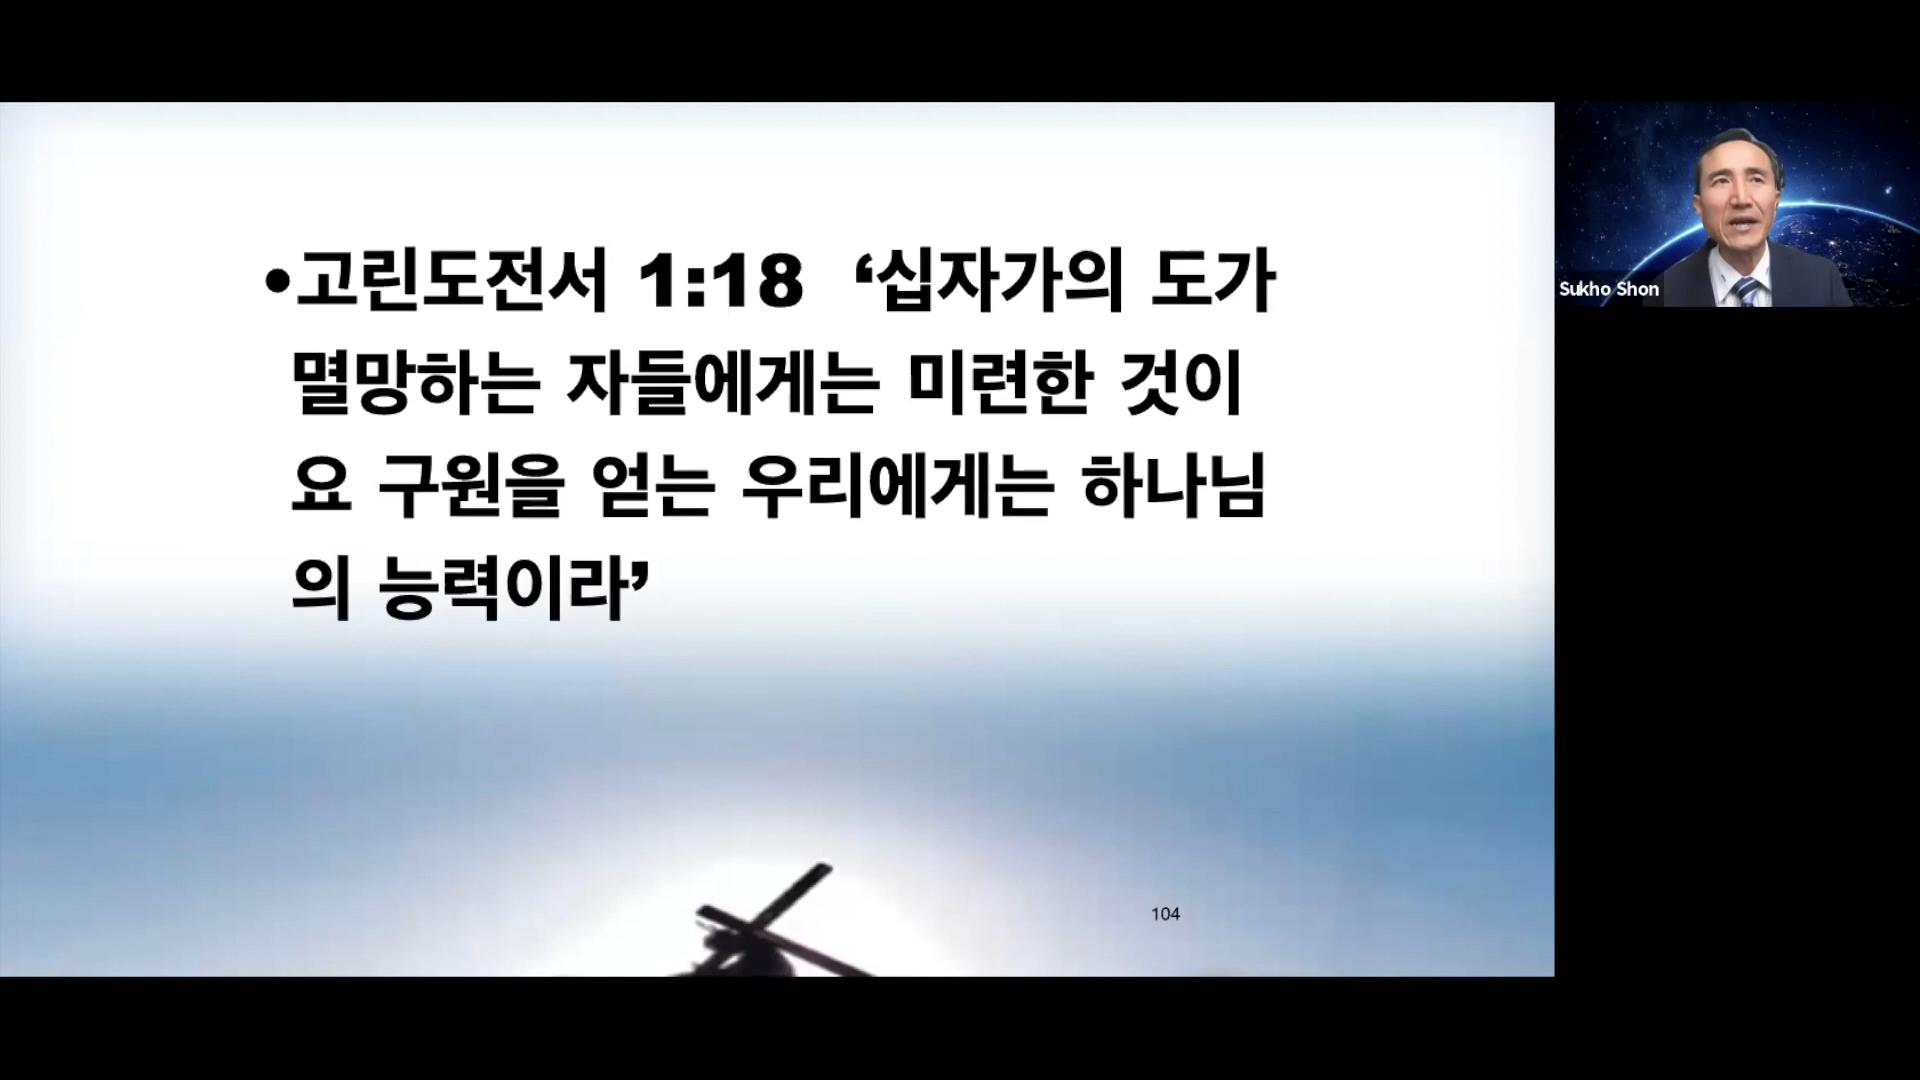 •고린도전서 1:18 ‘십자가의 도가
멸망하는 자들에게는 미련한 것이
요 구원을 얻는 우리에게는 하나님
의 능력이라’
104
Sukho Shon